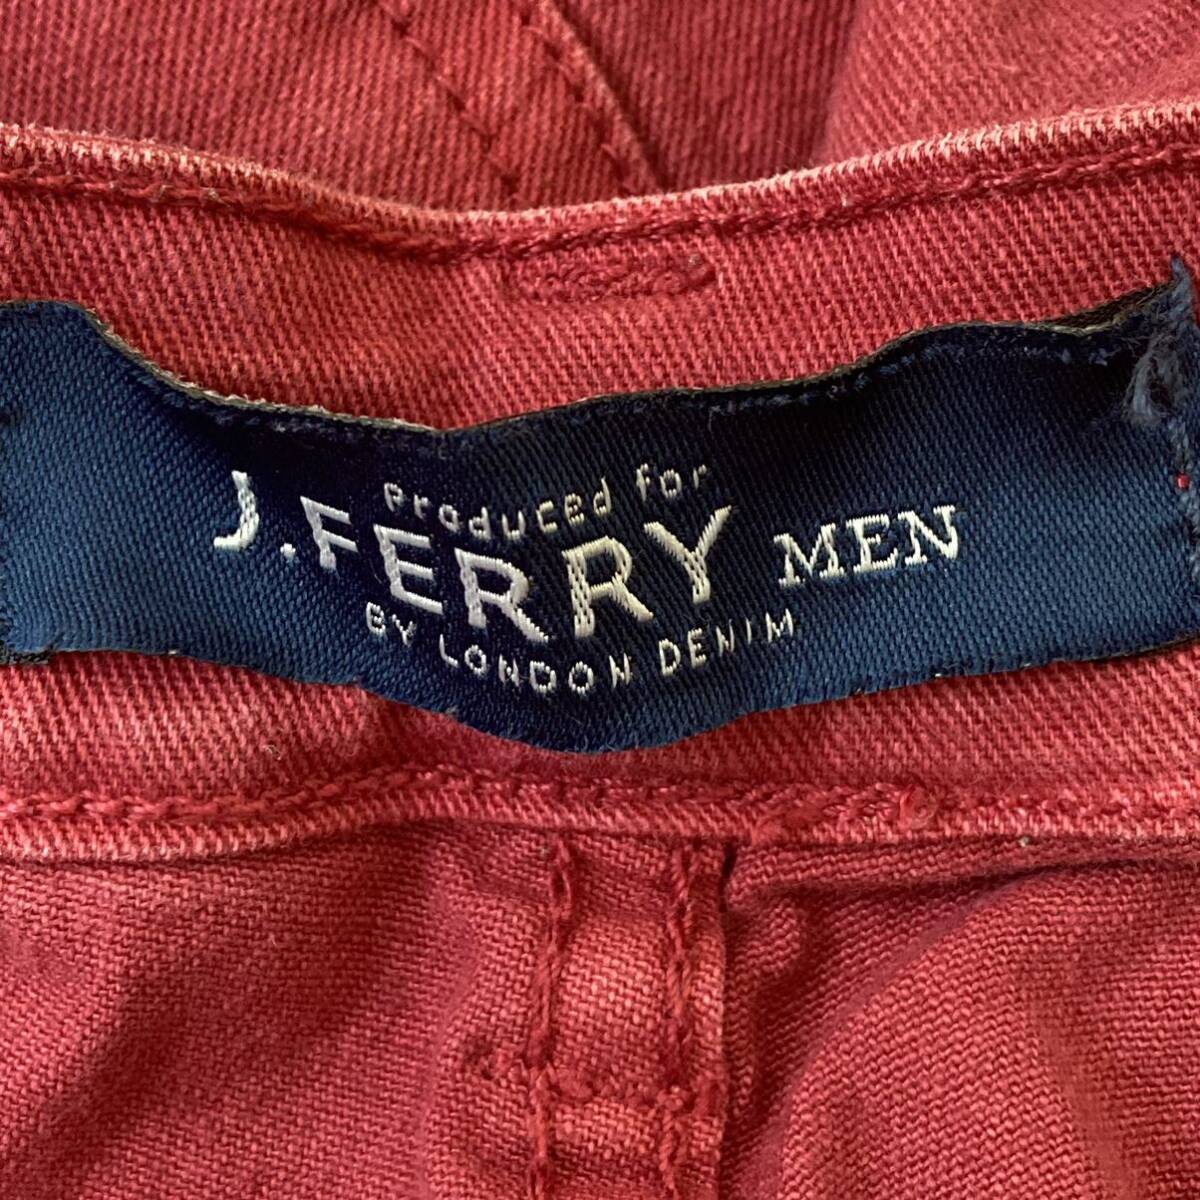 produced for
J.FERRY MEN
BY LONDON DENIM